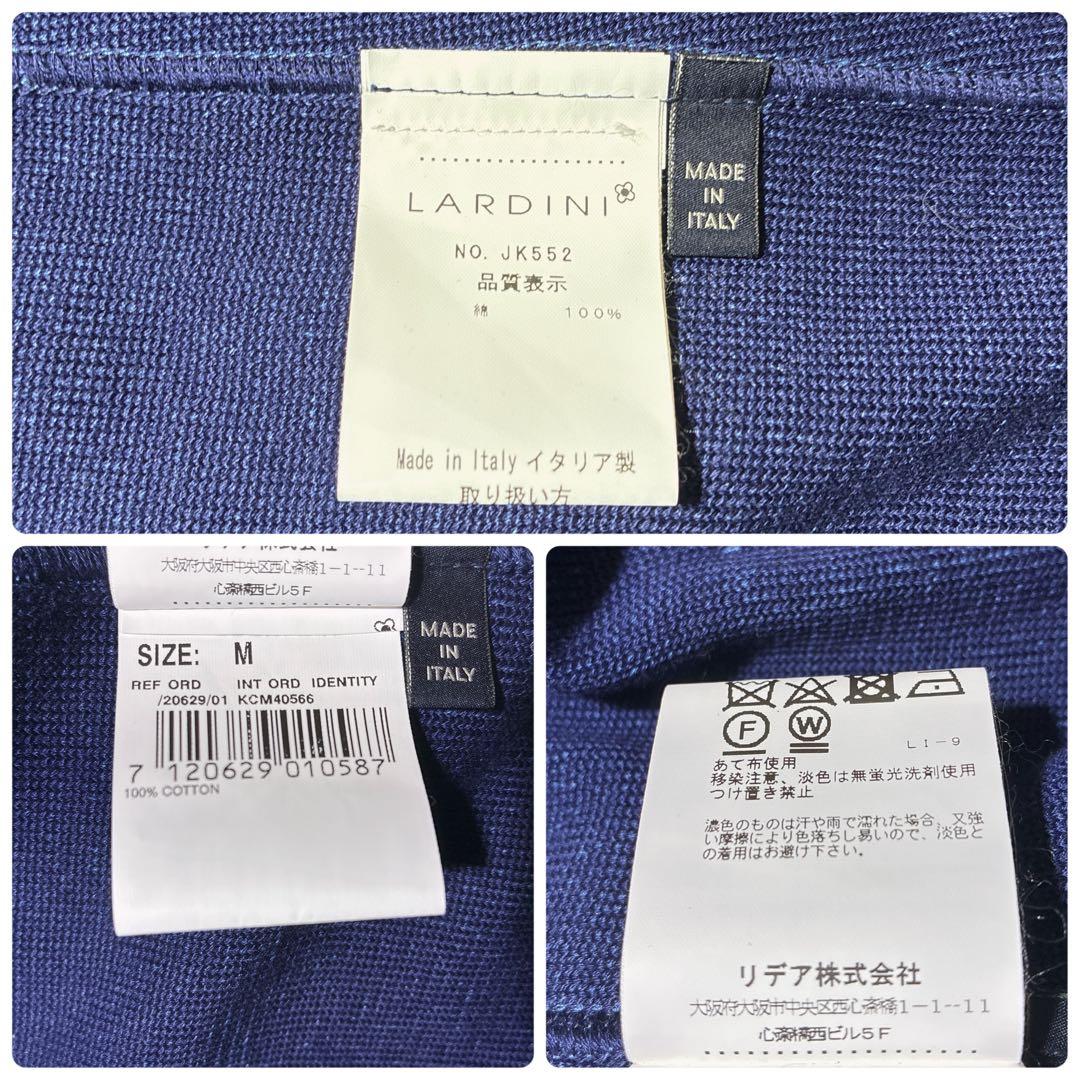 LARDINI
NO. JK552
品質表示
綿 100%
Made in Italy イタリア製
取り扱い方
MADE
IN
ITALY
リデア株式会社
大阪府大阪市中央区西心斎橋1-1--11
心斎橋西ビル5F
SIZE: M
REF ORD INT ORD IDENTITY
/20629/01 KCM40566
7 120629 010587
100% COTTON
MADE
IN
ITALY
F W
LI-9
あて布使用
移染注意、淡色は無蛍光洗剤使用
つけ置き禁止
濃色のものは汗や雨で濡れた場合、又強
い摩擦により色落ちし易いので、淡色と
の着用はお避け下さい。
リデア株式会社
大阪府大阪市中央区西心斎橋1-1--11
心斎橋西ビル5F